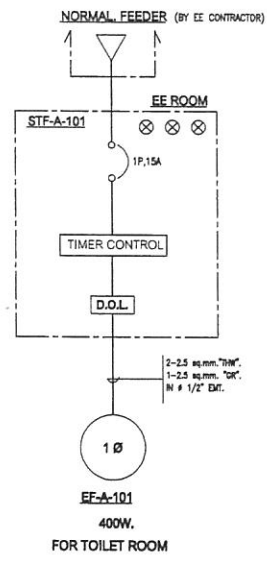 NORMAL. FEEDER (BY EE CONTRACTOR)
EE ROOM
STF-A-101
1P,15A
TIMER CONTROL
D.O.L.
2-2.5 sq.mm."THW".
1-2.5 sq.mm. "GR".
IN ø 1/2" EMT.
1 Ø
EF-A-101
400W.
FOR TOILET ROOM